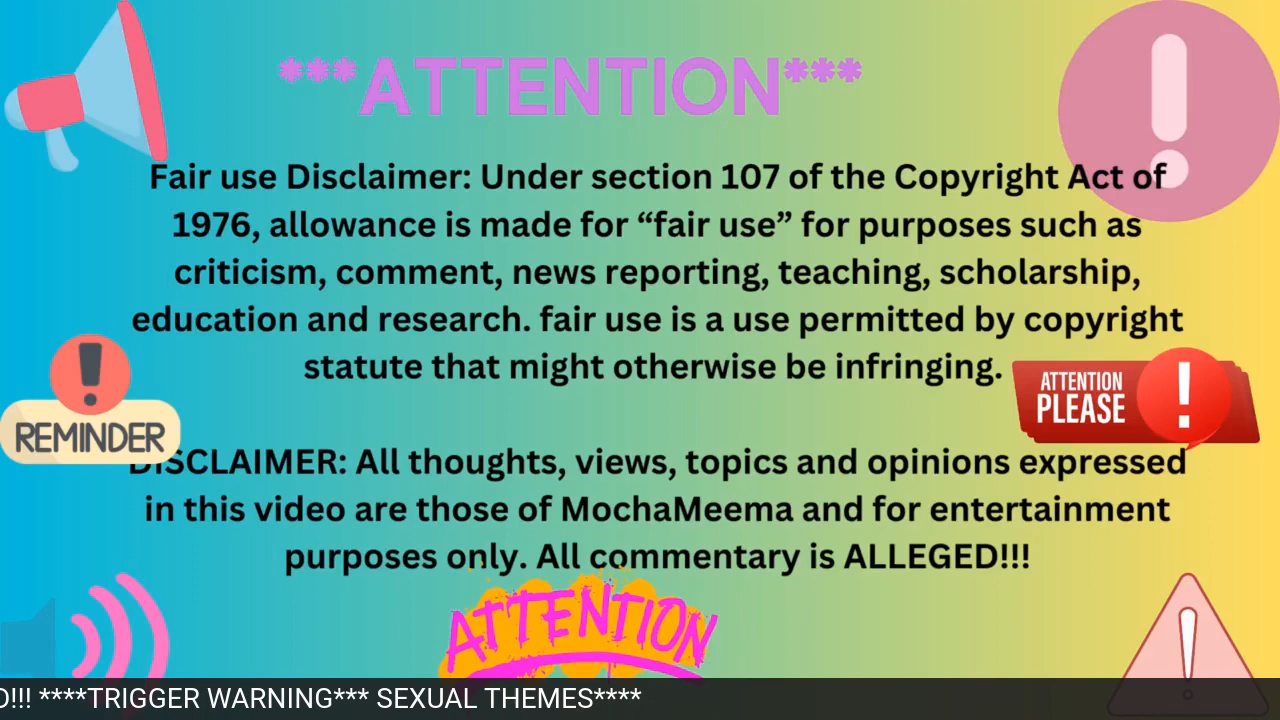 ***ATTENTION***
Fair use Disclaimer: Under section 107 of the Copyright Act of
1976, allowance is made for “fair use” for purposes such as
criticism, comment, news reporting, teaching, scholarship,
education and research. fair use is a use permitted by copyright
statute that might otherwise be infringing.
ATTENTION
PLEASE
REMINDER
DISCLAIMER: All thoughts, views, topics and opinions expressed
in this video are those of MochaMeema and for entertainment
purposes only. All commentary is ALLEGED!!!
ATTENTION
D!!! ****TRIGGER WARNING*** SEXUAL THEMES****